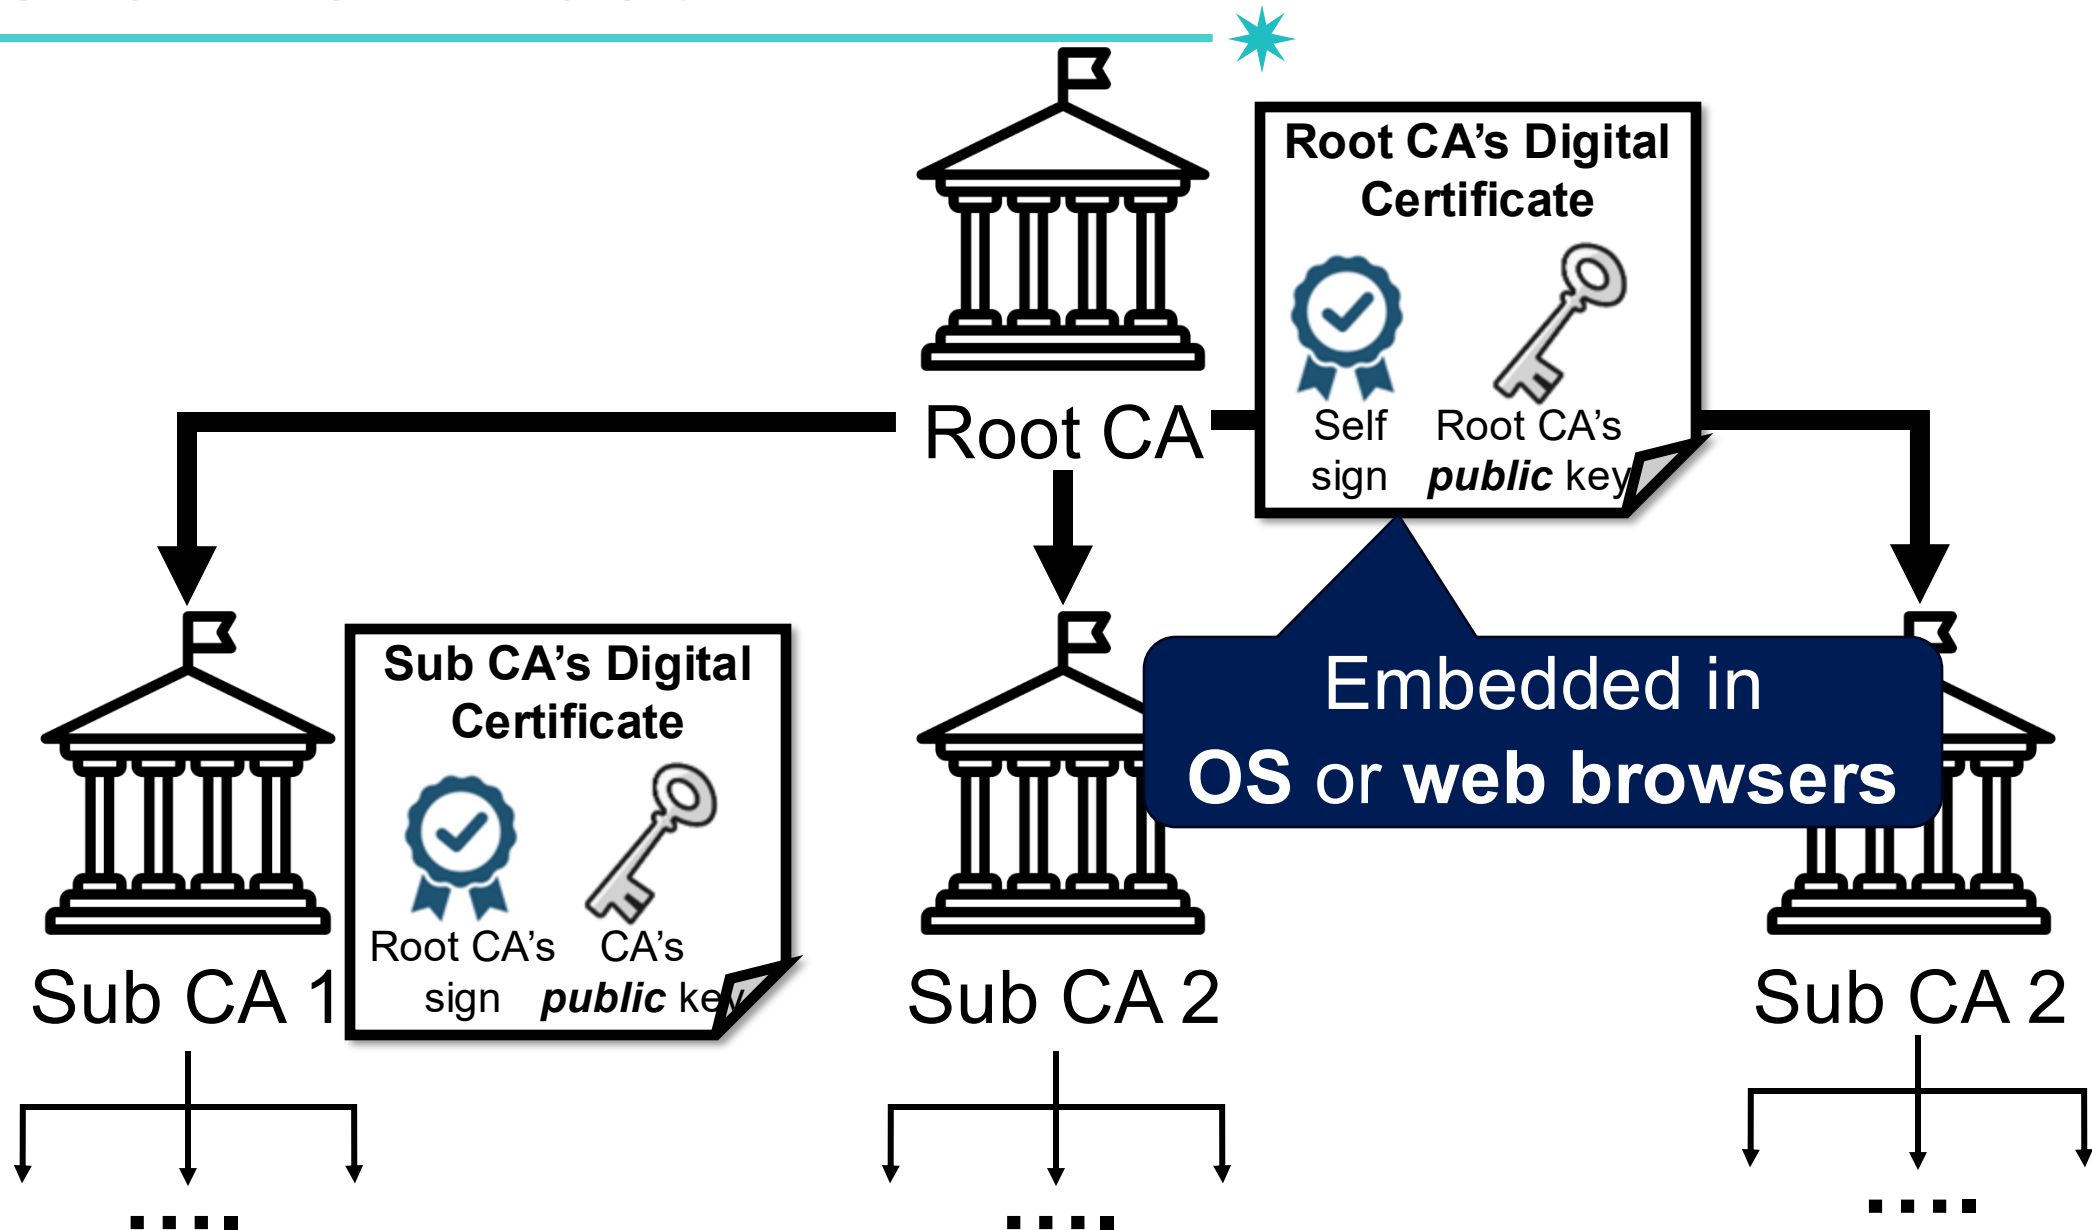 Root CA's Digital
Certificate
Self
sign
Root CA's
public key
Root CA
Embedded in
OS or web browsers
Sub CA's Digital
Certificate
Root CA's
sign
CA's
public key
Sub CA 1
Sub CA 2
Sub CA 2
....
....
....